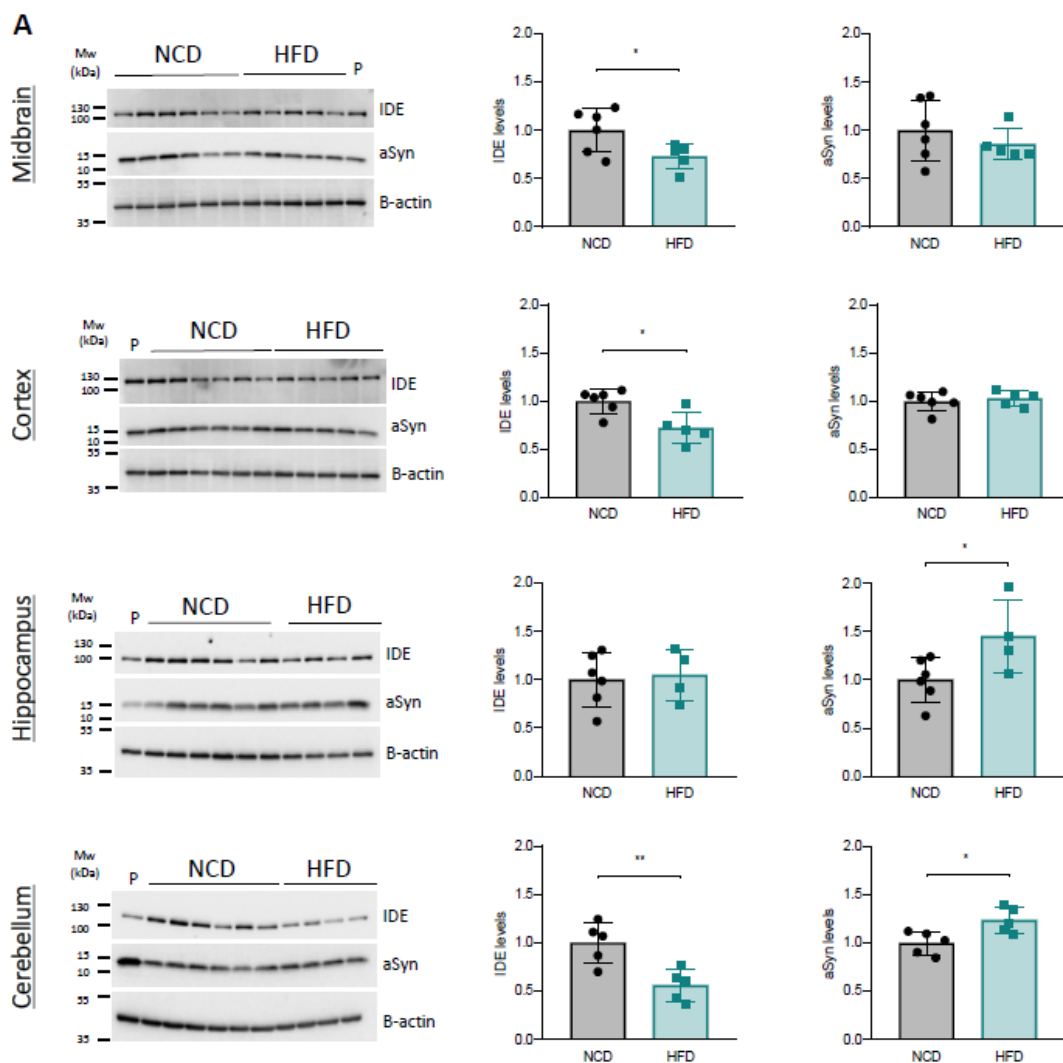 A
Midbrain
Mw
(kDa)
NCD
HFD
P
130
100
15
10
55
35
IDE
aSyn
B-actin
IDE levels
2.0
1.5
1.0
0.5
0.0
*
NCD
HFD
aSyn levels
2.0
1.5
1.0
0.5
0.0
NCD
HFD
Cortex
Mw
(kDa)
P
NCD
HFD
130
100
15
10
55
35
IDE
aSyn
B-actin
IDE levels
2.0
1.5
1.0
0.5
0.0
*
NCD
HFD
aSyn levels
2.0
1.5
1.0
0.5
0.0
NCD
HFD
Hippocampus
Mw
(kDa)
P
NCD
HFD
130
100
15
10
55
35
IDE
aSyn
B-actin
IDE levels
2.0
1.5
1.0
0.5
0.0
NCD
HFD
aSyn levels
2.0
1.5
1.0
0.5
0.0
*
NCD
HFD
Cerebellum
Mw
(kDa)
P
NCD
HFD
130
100
15
10
55
35
IDE
aSyn
B-actin
IDE levels
2.0
1.5
1.0
0.5
0.0
**
NCD
HFD
aSyn levels
2.0
1.5
1.0
0.5
0.0
*
NCD
HFD